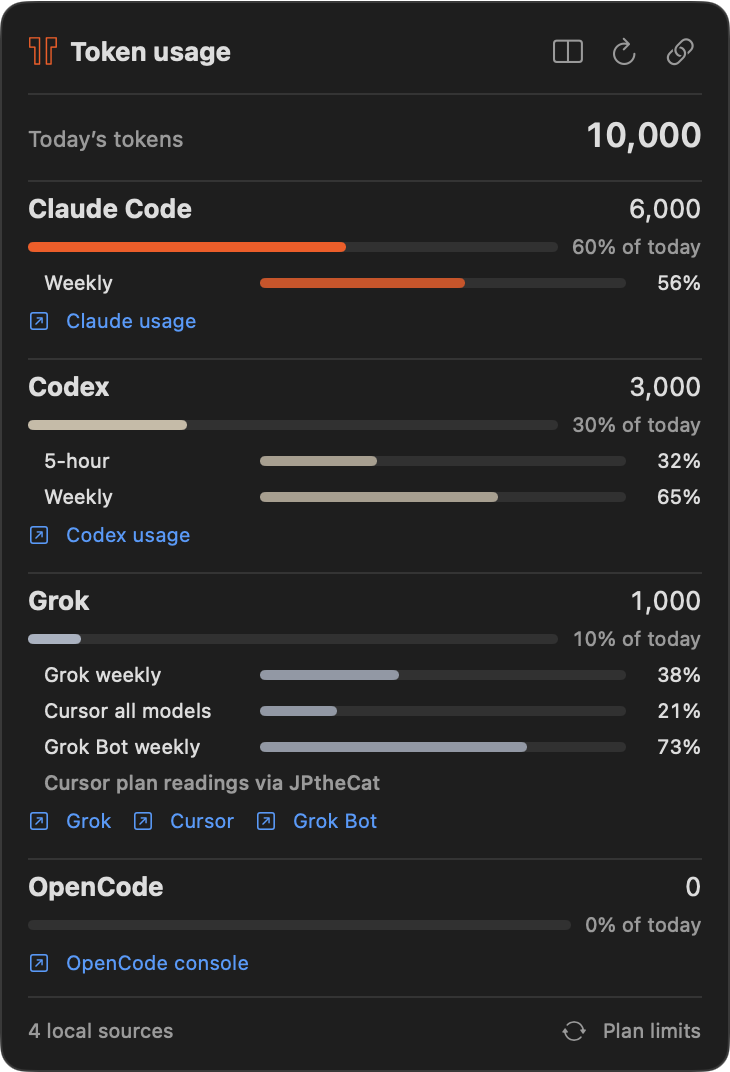 Token usage
Today’s tokens 10,000
Claude Code 6,000
60% of today
Weekly 56%
Claude usage
Codex 3,000
30% of today
5-hour 32%
Weekly 65%
Codex usage
Grok 1,000
10% of today
Grok weekly 38%
Cursor all models 21%
Grok Bot weekly 73%
Cursor plan readings via JPtheCat
Grok Cursor Grok Bot
OpenCode 0
0% of today
OpenCode console
4 local sources Plan limits